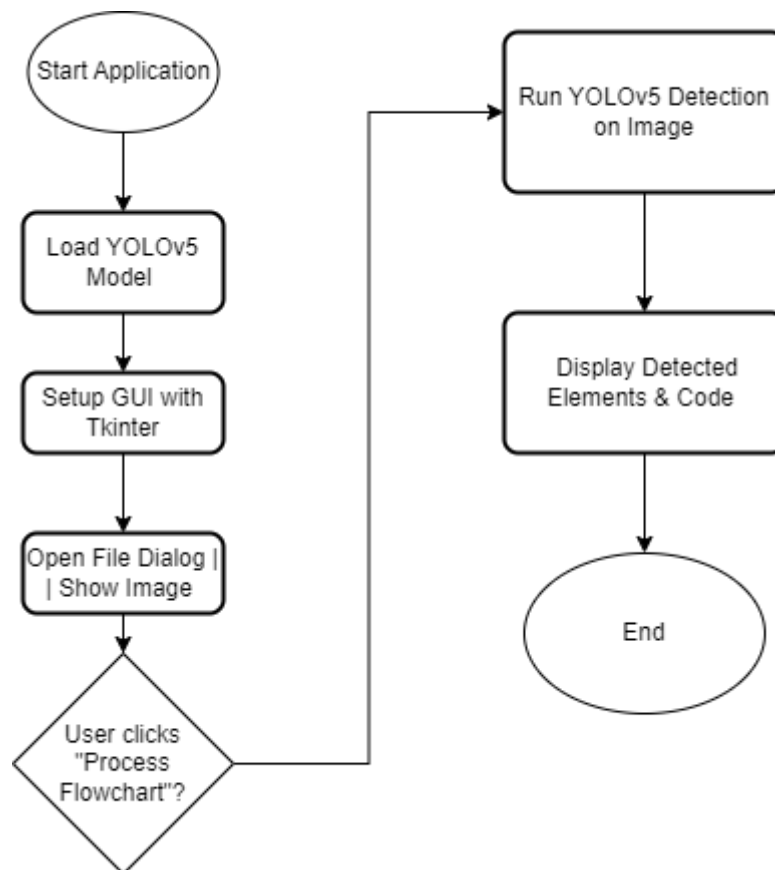 Start Application
Load YOLOv5
Model
Setup GUI with
Tkinter
Open File Dialog |
| Show Image
User clicks
"Process
Flowchart"?
Run YOLOv5 Detection
on Image
Display Detected
Elements & Code
End